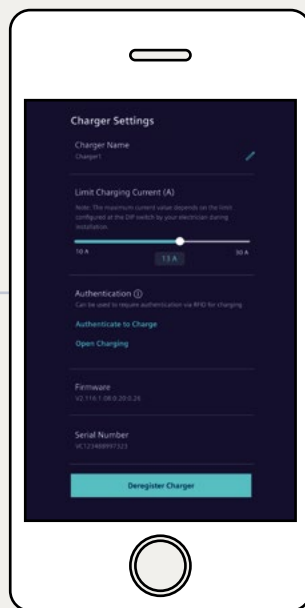 Charger Settings
Charger Name
Charger1
Limit Charging Current (A)
Note: The maximum current value depends on the limit
configured at the DIP switch by your electrician during
installation.
10 A
13 A
30 A
Authentication ⓘ
Can be used to require authentication via RFID for charging.
Authenticate to Charge
Open Charging
Firmware
Serial Number
Deregister Charger